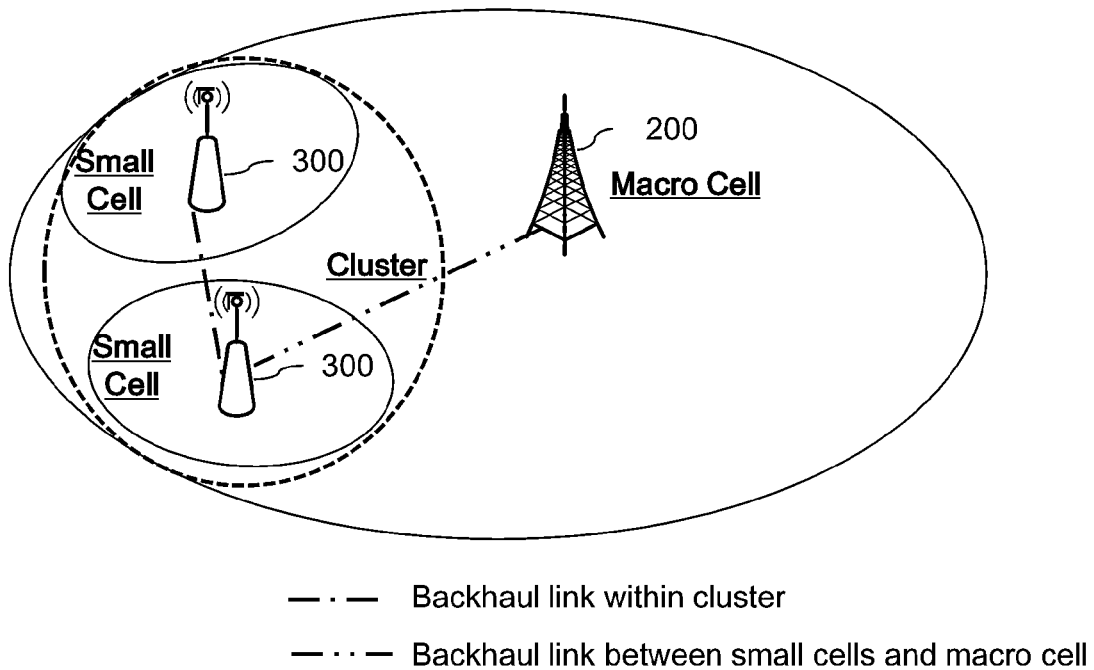 300
Small
Cell
200
Macro Cell
Cluster
Small
Cell
300
Backhaul link within cluster
Backhaul link between small cells and macro cell